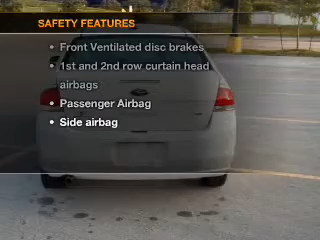 SAFETY FEATURES
• Front Ventilated disc brakes
• 1st and 2nd row curtain head
airbags
• Passenger Airbag
• Side airbag